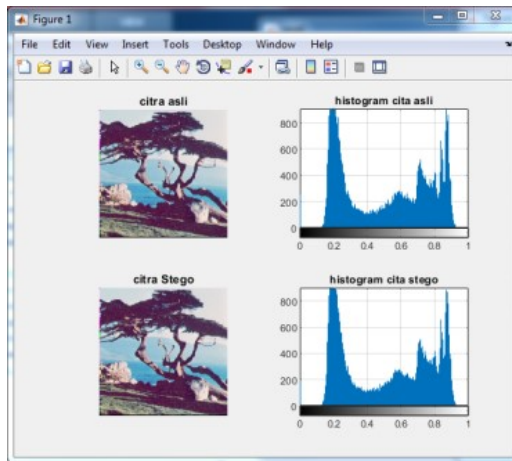 Figure 1
File Edit View Insert Tools Desktop Window Help
citra asli
histogram cita asli
800
600
400
200
0
0 0.2 0.4 0.6 0.8 1
citra Stego
histogram cita stego
800
600
400
200
0
0 0.2 0.4 0.6 0.8 1